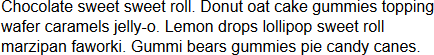 Chocolate sweet sweet roll. Donut oat cake gummies topping
wafer caramels jelly-o. Lemon drops lollipop sweet roll
marzipan faworki. Gummi bears gummies pie candy canes.